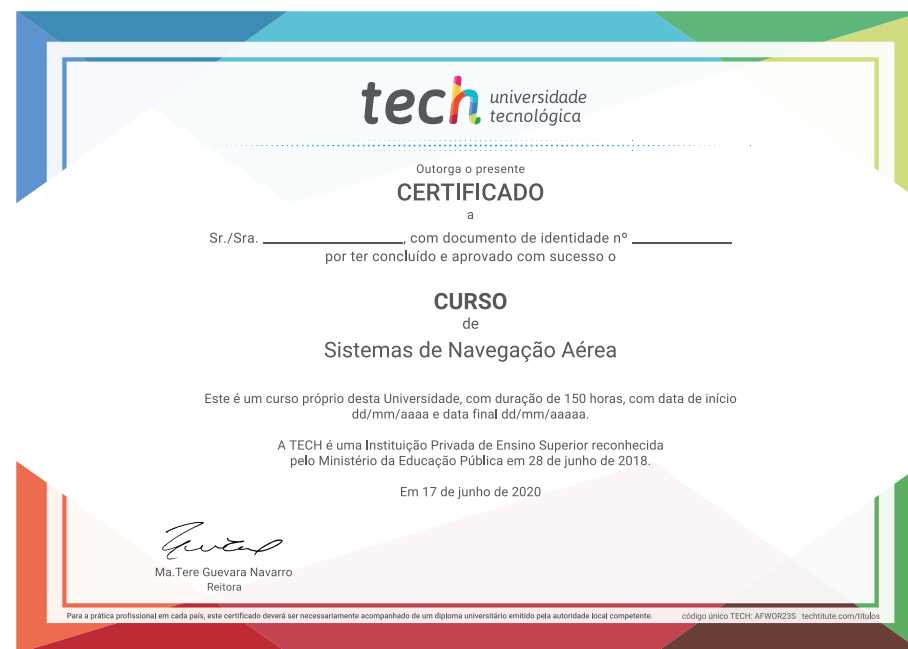 tech universidade
tecnológica
Outorga o presente
CERTIFICADO
a
Sr./Sra. ____________, com documento de identidade nº ____________
por ter concluído e aprovado com sucesso o
CURSO
de
Sistemas de Navegação Aérea
Este é um curso próprio desta Universidade, com duração de 150 horas, com data de início
dd/mm/aaaa e data final dd/mm/aaaaa.
A TECH é uma Instituição Privada de Ensino Superior reconhecida
pelo Ministério da Educação Pública em 28 de junho de 2018.
Em 17 de junho de 2020
Ma.Tere Guevara Navarro
Reitora
Para a prática profissional em cada país, este certificado deverá ser necessariamente acompanhado de um diploma universitário emitido pela autoridade local competente. código único TECH: AFWOR23S techtitute.com/titulos